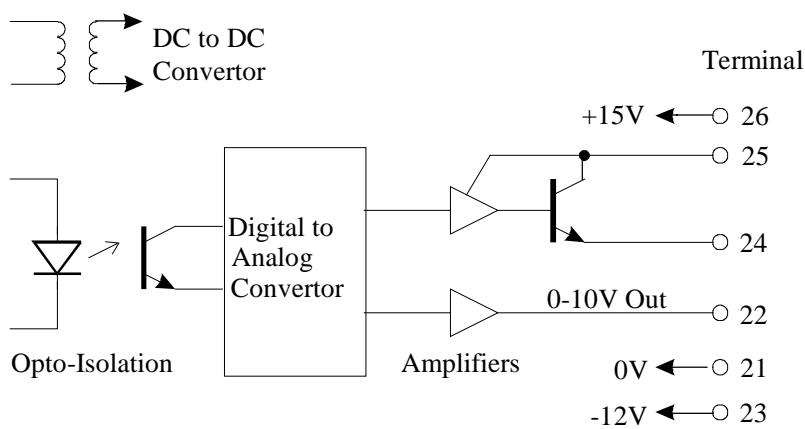 DC to DC
Convertor
Terminal
+15V 26
25
Digital to
Analog
Convertor
24
0-10V Out 22
Opto-Isolation
Amplifiers
0V 21
-12V 23